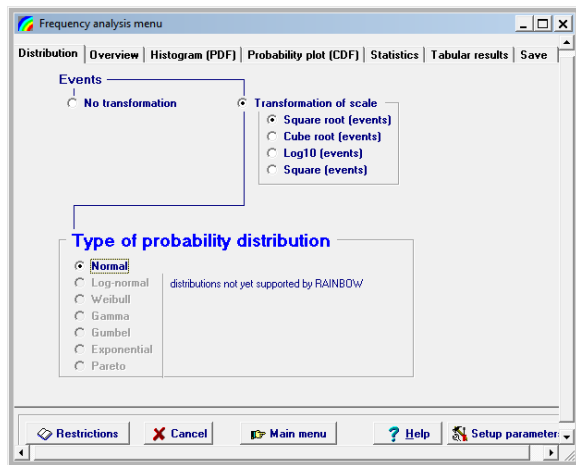 Frequency analysis menu
Distribution Overview Histogram (PDF) Probability plot (CDF) Statistics Tabular results Save
Events
No transformation
Transformation of scale
Square root (events)
Cube root (events)
Log10 (events)
Square (events)
Type of probability distribution
Normal
Log-normal distributions not yet supported by RAINBOW
Weibull
Gamma
Gumbel
Exponential
Pareto
Restrictions Cancel Main menu Help Setup parameter